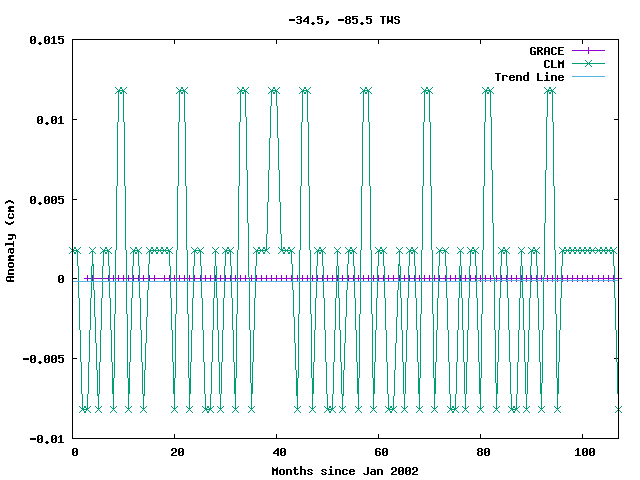 -34.5, -85.5 TWS
0.015
0.01
0.005
0
-0.005
-0.01
Anomaly (cm)
GRACE
CLM
Trend Line
0 20 40 60 80 100
Months since Jan 2002